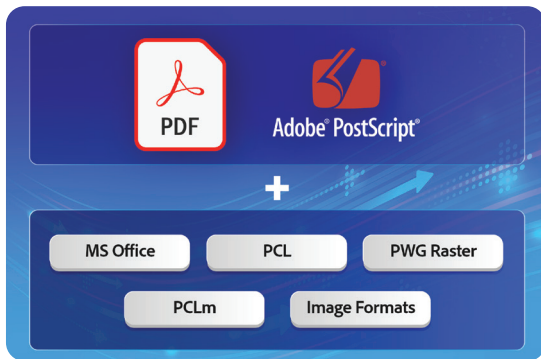 PDF
Adobe® PostScript®
+
MS Office
PCL
PWG Raster
PCLm
Image Formats